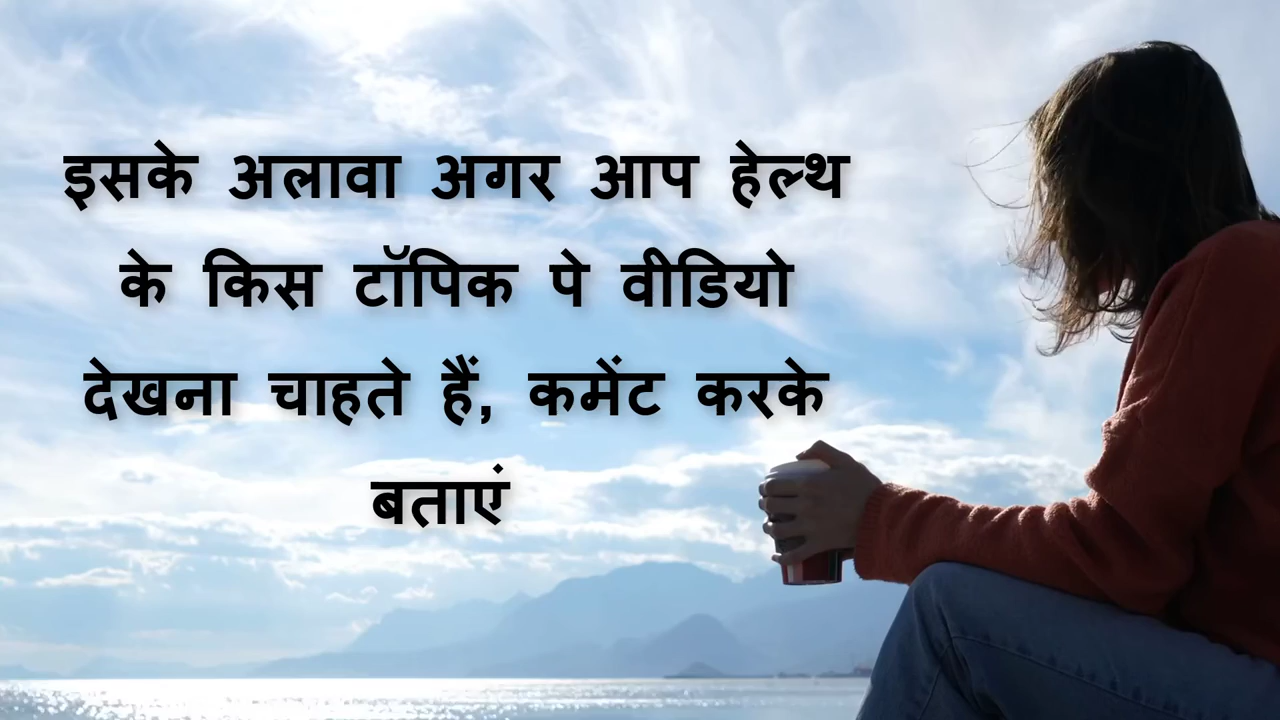 इसके अलावा अगर आप हेल्थ
के किस टॉपिक पे वीडियो
देखना चाहते हैं, कमेंट करके
बताएं